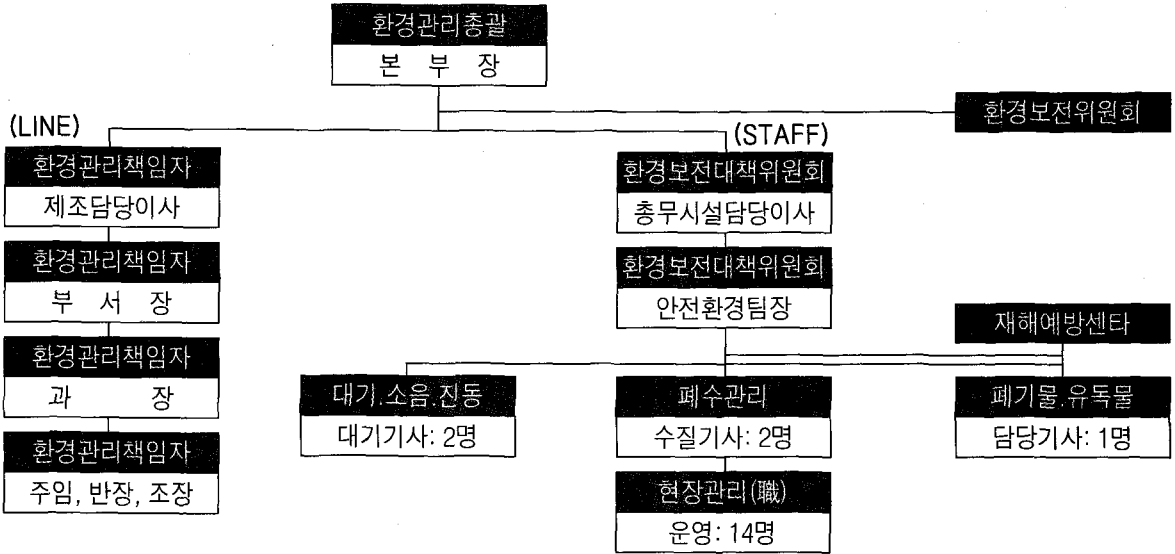 환경관리총괄
본 부 장
환경보전위원회
(LINE)
(STAFF)
환경관리책임자
제조담당이사
환경관리책임자
부 서 장
환경관리책임자
과 장
환경관리책임자
주임, 반장, 조장
환경보전대책위원회
총무시설담당이사
환경보전대책위원회
안전환경팀장
재해예방센타
대기.소음.진동
대기기사: 2명
폐수관리
수질기사: 2명
폐기물.유독물
담당기사: 1명
현장관리(職)
운영: 14명